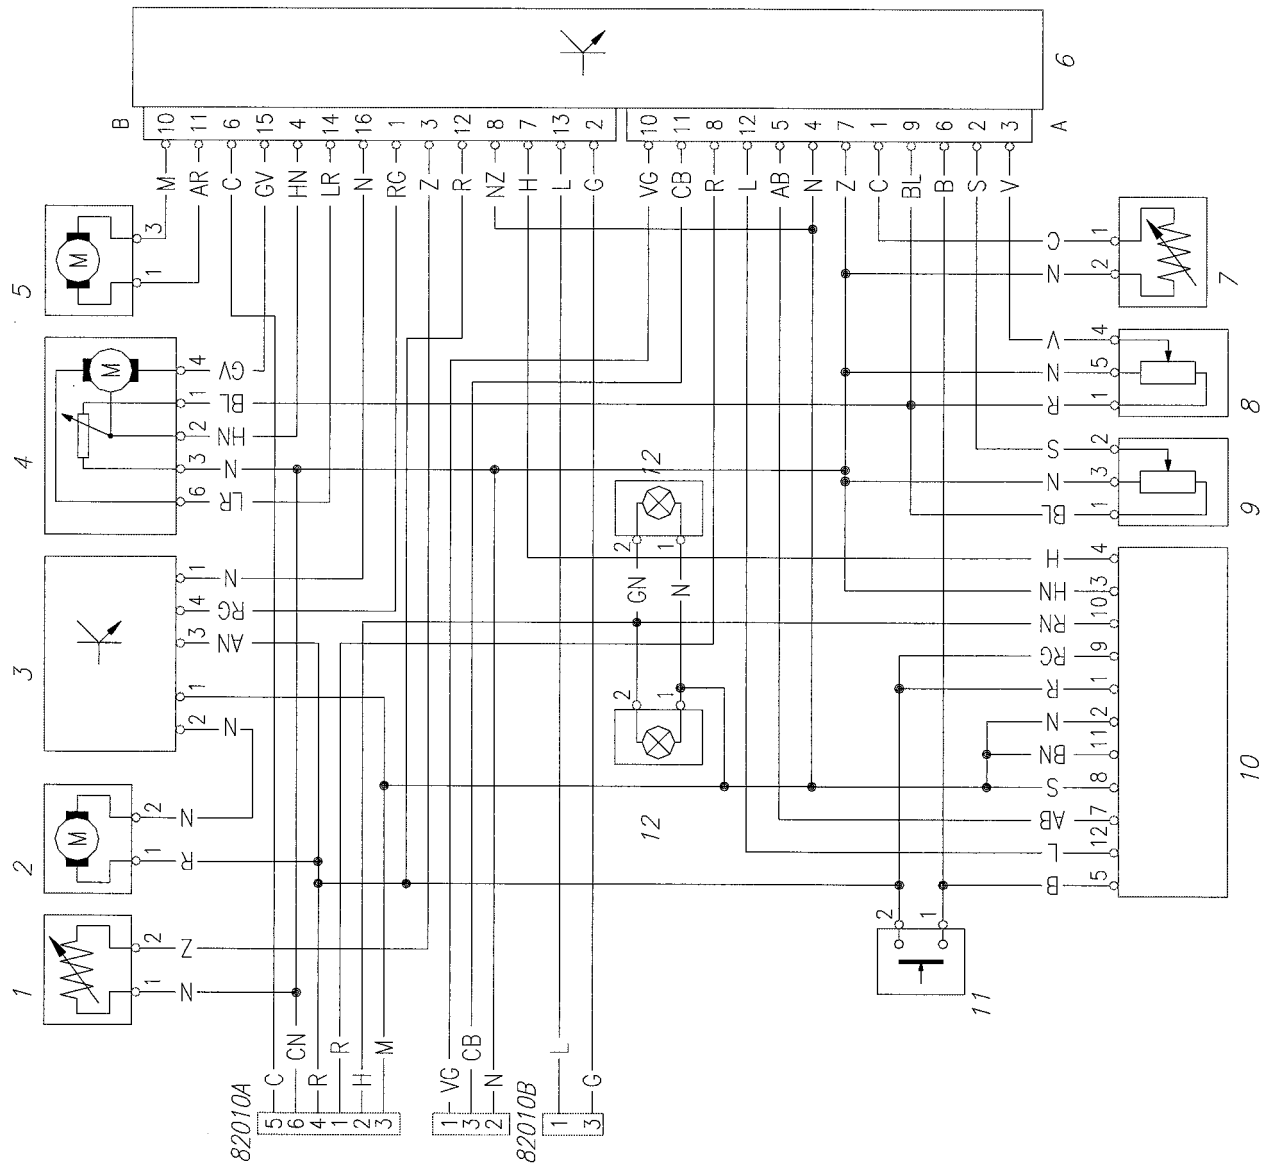 B
10 11 6 15 4 14 16 1 3 12 8 7 13 2
M AR C GV HN LR N RG Z R NZ H L G
6
A
10 11 8 12 5 4 7 1 9 6 2 3
VG CB R L AB N Z C BL B S V
5
M
3
1
4
M
4 GV
1 BL
2 HN
3 N
6 LR
3
1 N
4 RG
3 AN
1
2 N
2
M
2 N
1 R
1
2 Z
1 N
7
C 1
N 2
8
V 4
N 5
R 1
9
S 2
N 3
BL 1
10
H 4
HN 3
RN 10
RG 9
R 1
N 2
BN 11
S 8
AB 7
L 12
B 5
12
2 1
GN N
2 1
12
11
2
1
82010A
5 C
6 CN
4 R
1 R
2 H
3 M
1 VG
3 CB
2 N
82010B
1 L
3 G